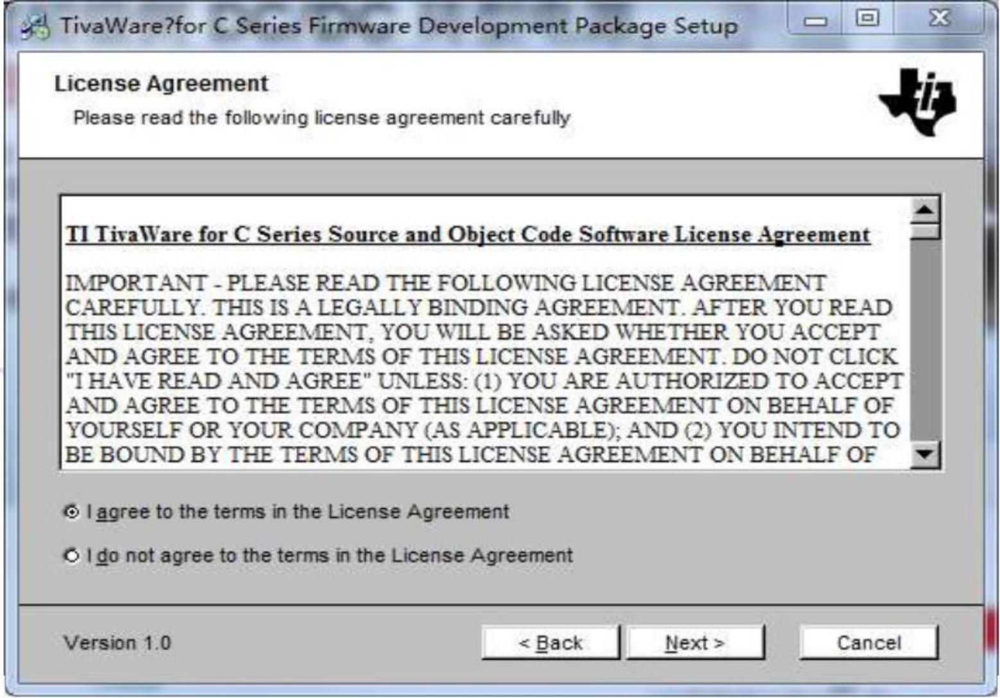 TivaWare?for C Series Firmware Development Package Setup
License Agreement
Please read the following license agreement carefully
TI TivaWare for C Series Source and Object Code Software License Agreement
IMPORTANT - PLEASE READ THE FOLLOWING LICENSE AGREEMENT
CAREFULLY. THIS IS A LEGALLY BINDING AGREEMENT. AFTER YOU READ
THIS LICENSE AGREEMENT, YOU WILL BE ASKED WHETHER YOU ACCEPT
AND AGREE TO THE TERMS OF THIS LICENSE AGREEMENT. DO NOT CLICK
"I HAVE READ AND AGREE" UNLESS: (1) YOU ARE AUTHORIZED TO ACCEPT
AND AGREE TO THE TERMS OF THIS LICENSE AGREEMENT ON BEHALF OF
YOURSELF OR YOUR COMPANY (AS APPLICABLE); AND (2) YOU INTEND TO
BE BOUND BY THE TERMS OF THIS LICENSE AGREEMENT ON BEHALF OF
I agree to the terms in the License Agreement
I do not agree to the terms in the License Agreement
Version 1.0
< Back
Next >
Cancel